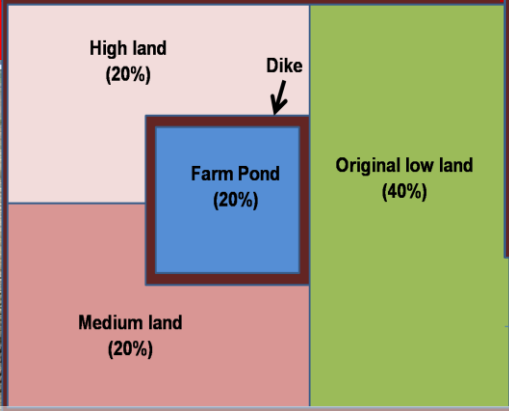 High land
(20%)
Dike
Farm Pond
(20%)
Original low land
(40%)
Medium land
(20%)